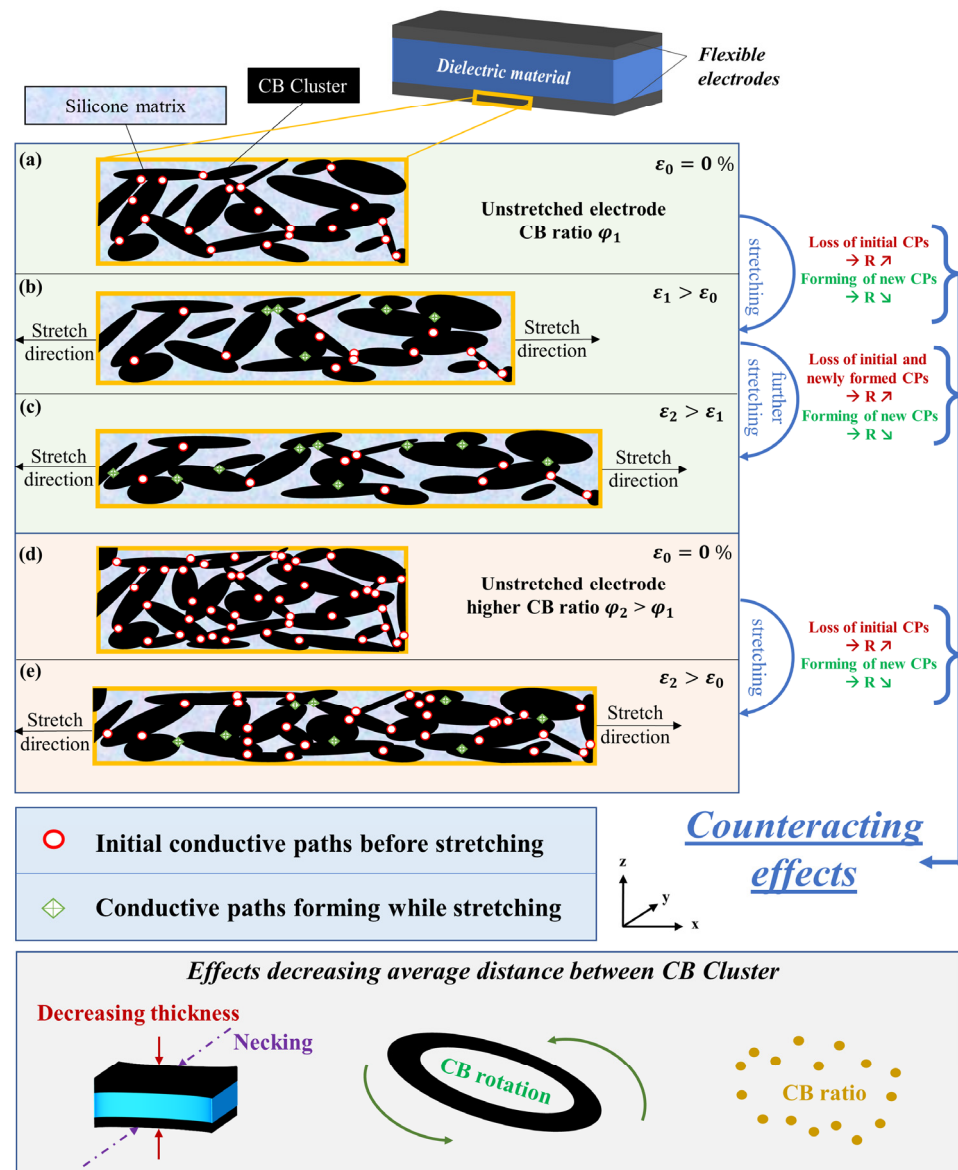 Flexible
electrodes
Dielectric material
CB Cluster
Silicone matrix
(a)
ε₀ = 0 %
Unstretched electrode
CB ratio φ₁
stretching
Loss of initial CPs
→ R ↗
Forming of new CPs
→ R ↘
(b)
ε₁ > ε₀
Stretch
direction
Stretch
direction
further
stretching
Loss of initial and
newly formed CPs
→ R ↗
Forming of new CPs
→ R ↘
(c)
ε₂ > ε₁
Stretch
direction
Stretch
direction
(d)
ε₀ = 0 %
Unstretched electrode
higher CB ratio φ₂ > φ₁
stretching
Loss of initial CPs
→ R ↗
Forming of new CPs
→ R ↘
(e)
ε₂ > ε₀
Stretch
direction
Stretch
direction
Initial conductive paths before stretching
Conductive paths forming while stretching
z
y
x
Counteracting
effects
Effects decreasing average distance between CB Cluster
Decreasing thickness
Necking
CB rotation
CB ratio